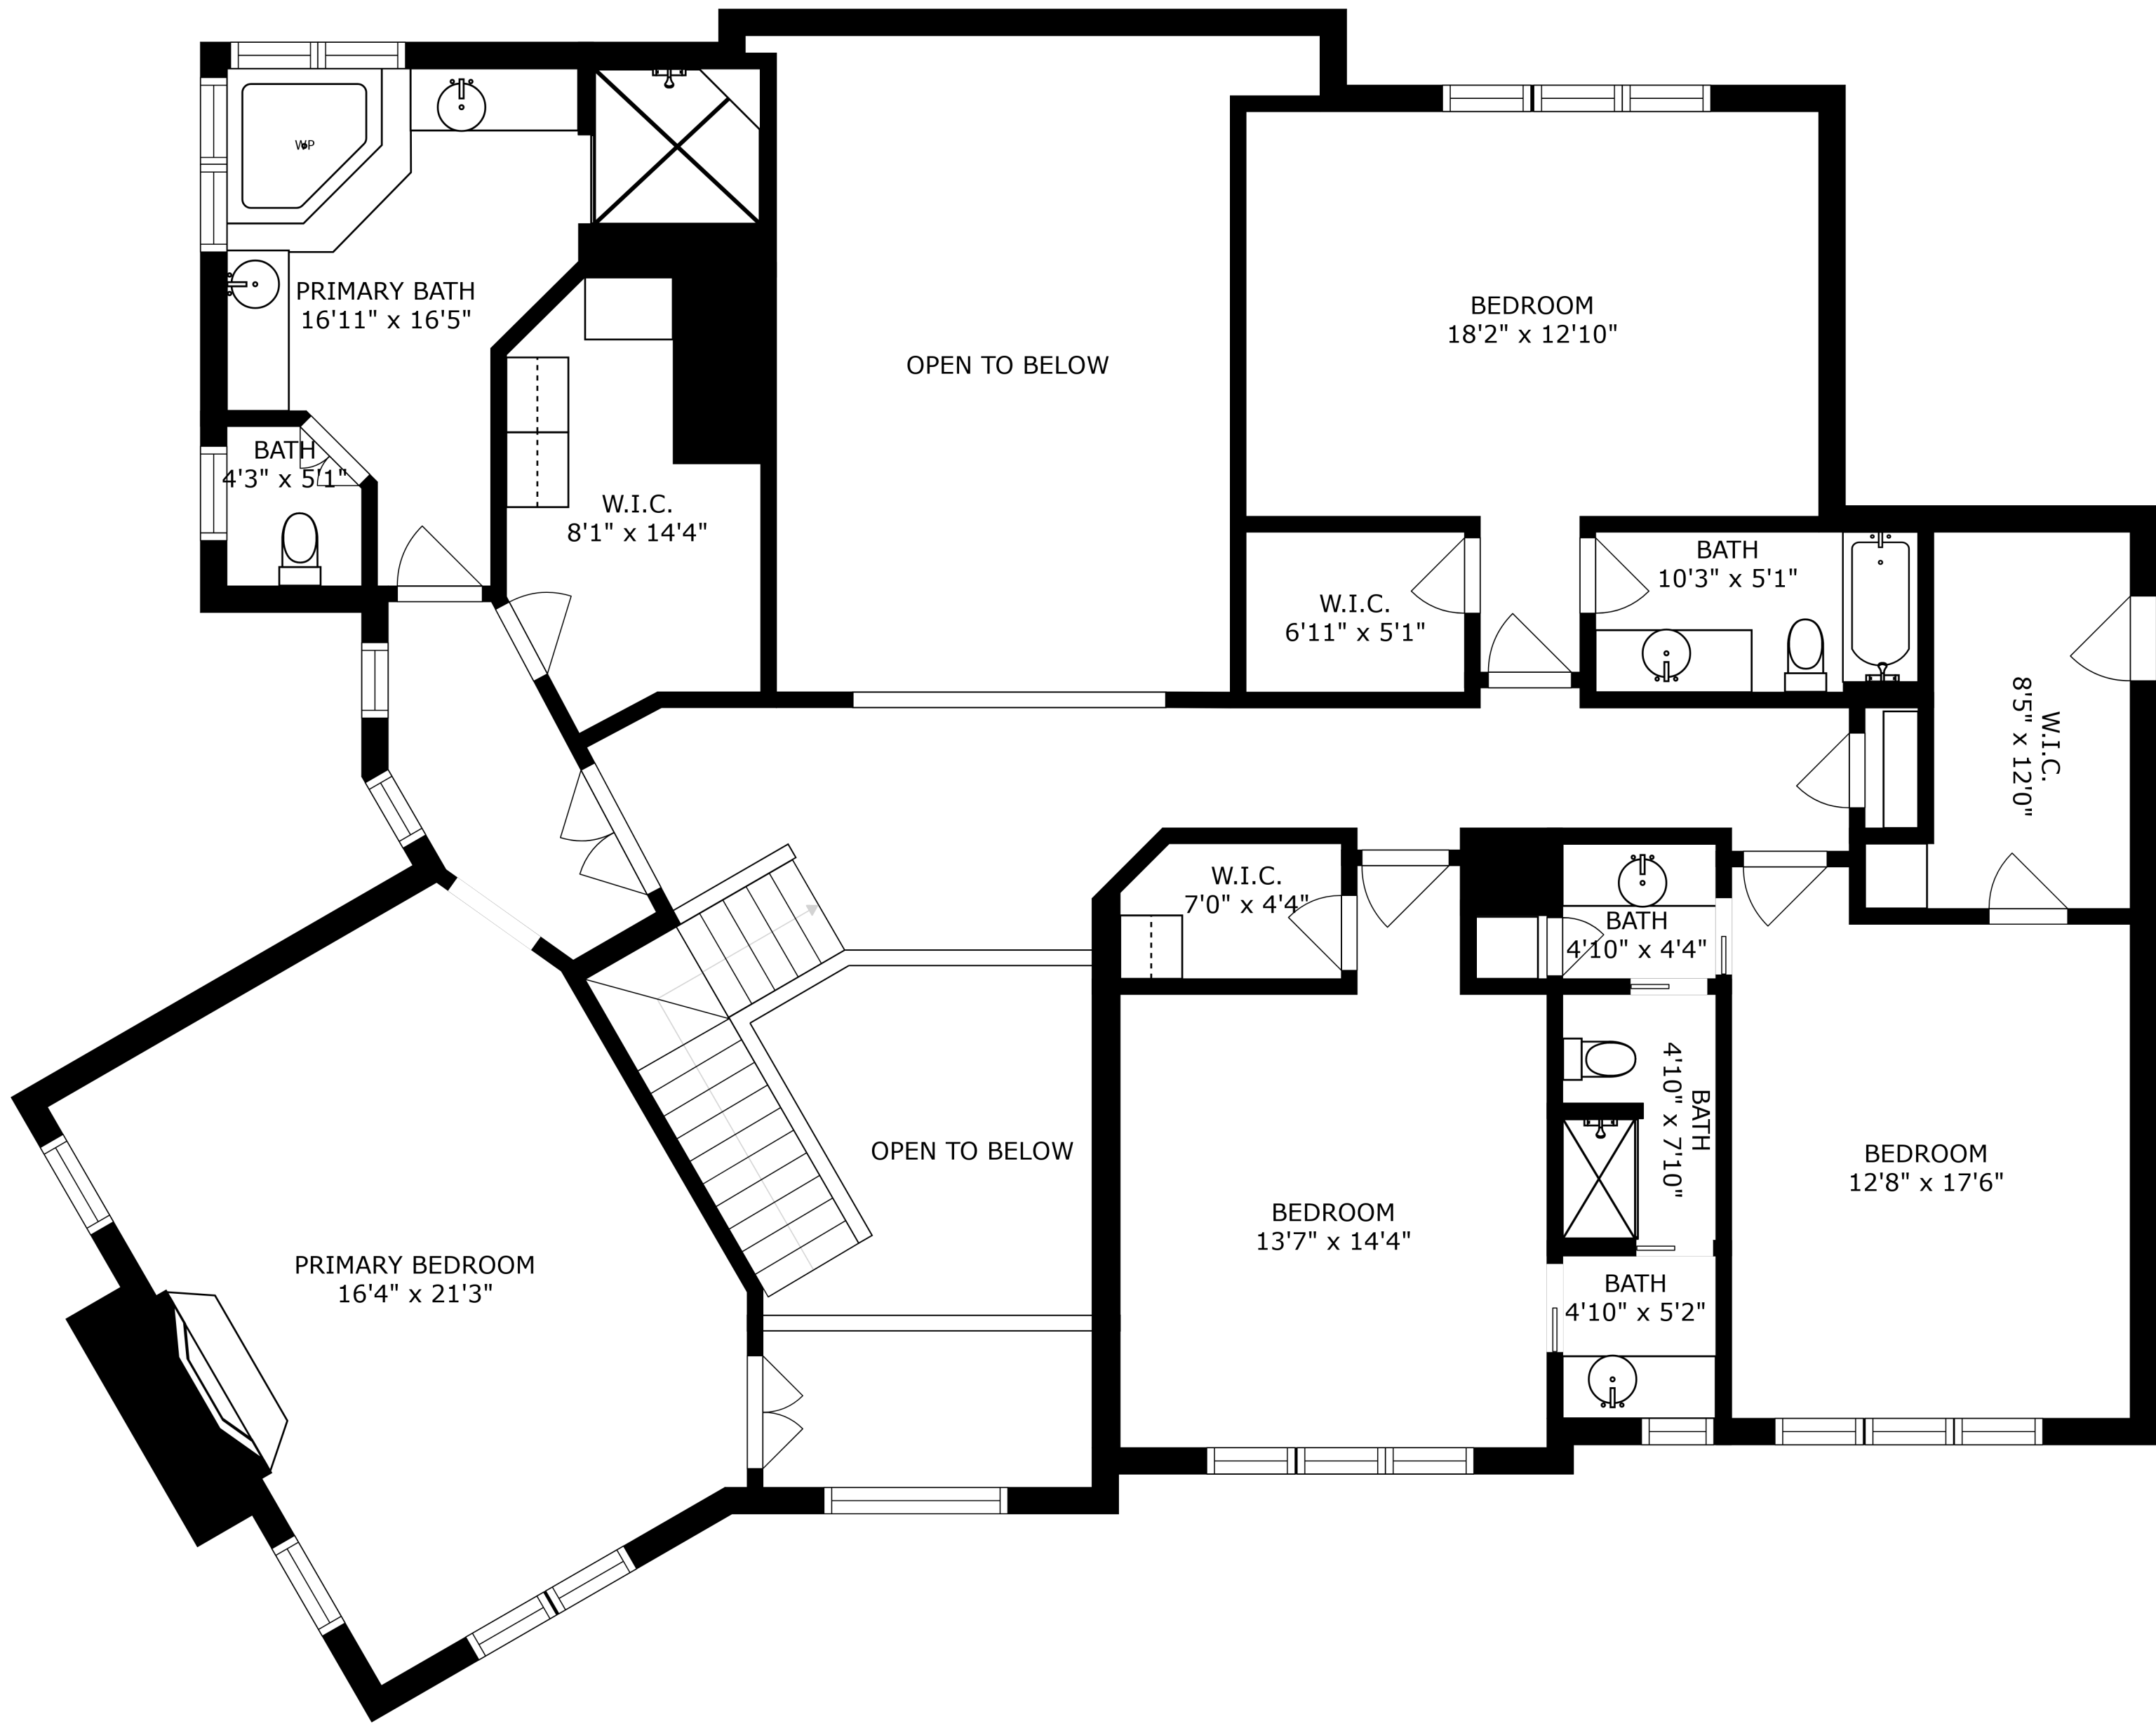 WP
PRIMARY BATH
16'11" x 16'5"
BEDROOM
18'2" x 12'10"
OPEN TO BELOW
BATH
4'3" x 5'1"
W.I.C.
8'1" x 14'4"
BATH
10'3" x 5'1"
W.I.C.
6'11" x 5'1"
W.I.C.
8'5" x 12'0"
W.I.C.
7'0" x 4'4"
BATH
4'10" x 4'4"
BATH
4'10" x 7'10"
OPEN TO BELOW
BEDROOM
12'8" x 17'6"
BEDROOM
13'7" x 14'4"
PRIMARY BEDROOM
16'4" x 21'3"
BATH
4'10" x 5'2"